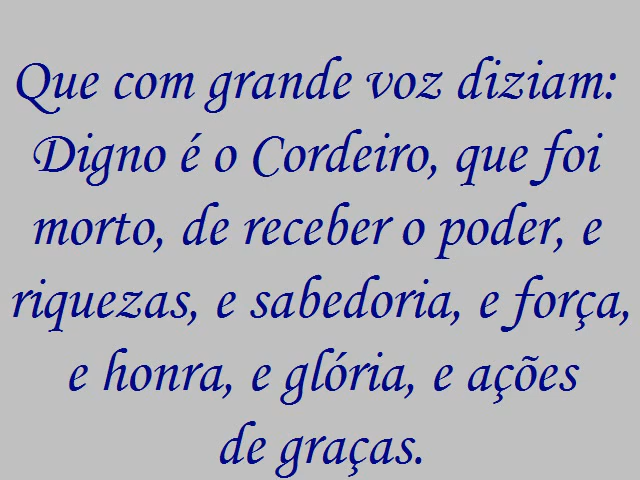 Que com grande voz diziam:
Digno é o Cordeiro, que foi
morto, de receber o poder, e
riquezas, e sabedoria, e força,
e honra, e glória, e ações
de graças.